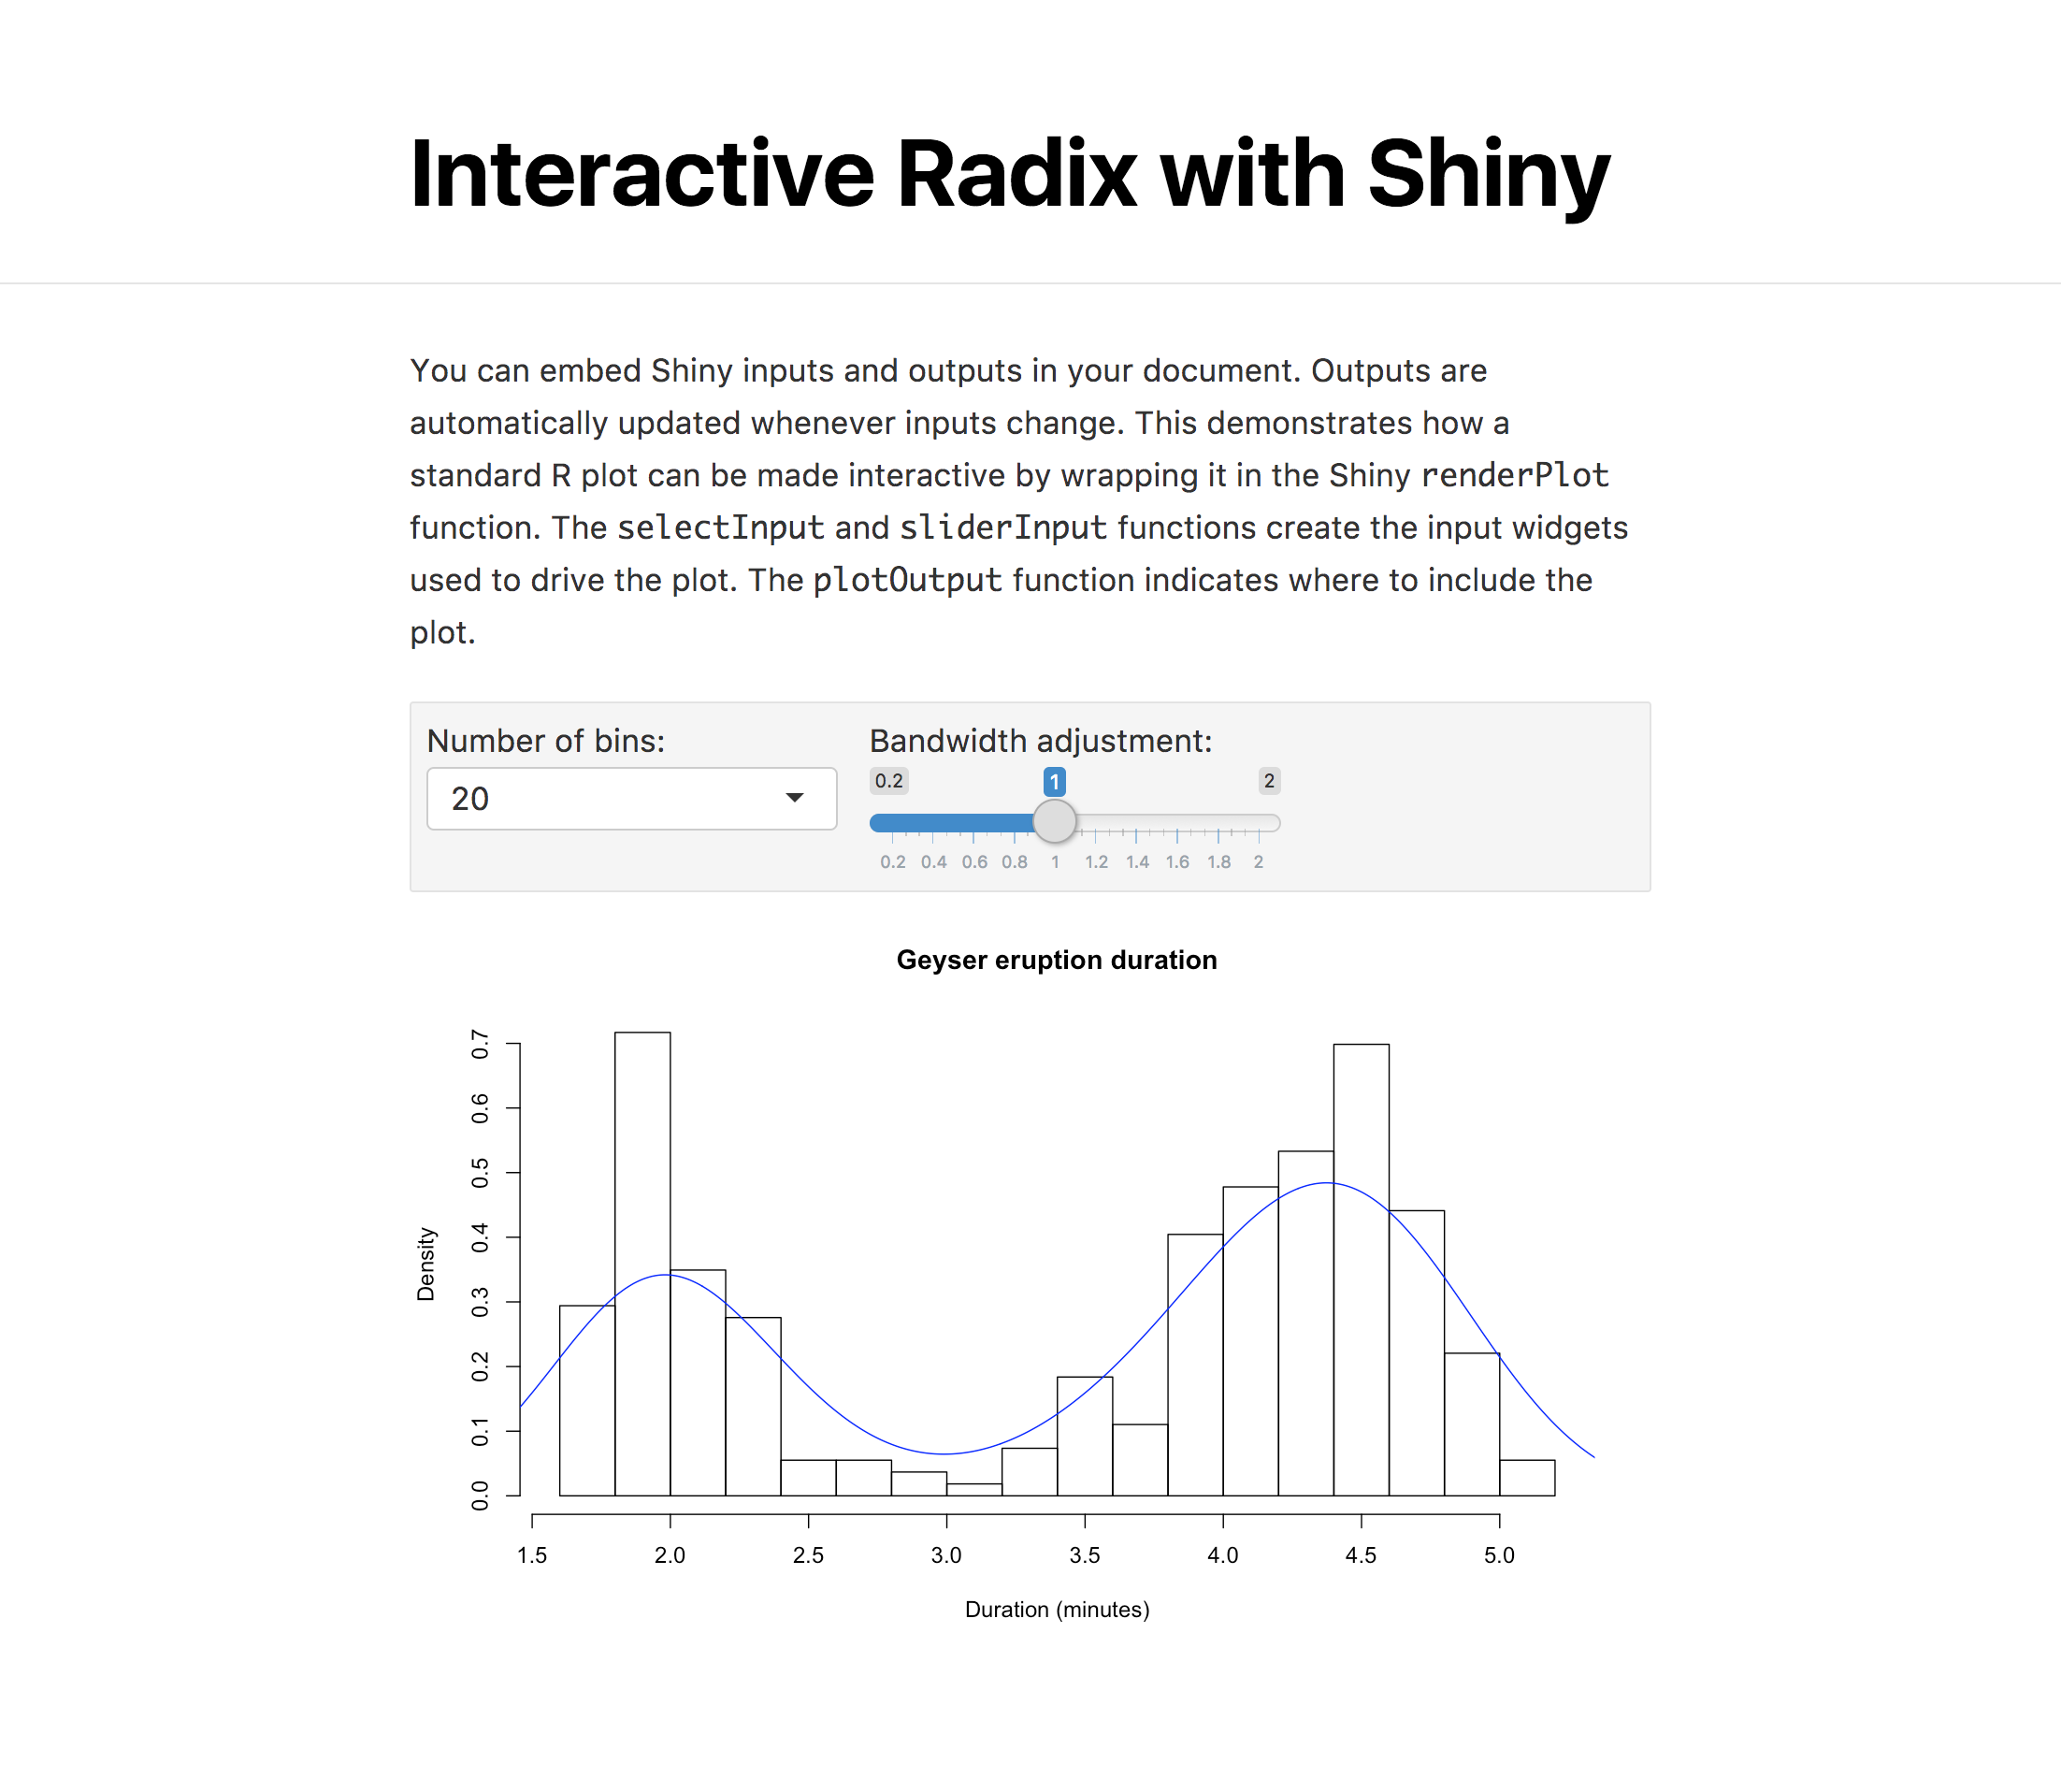 Interactive Radix with Shiny
You can embed Shiny inputs and outputs in your document. Outputs are
automatically updated whenever inputs change. This demonstrates how a
standard R plot can be made interactive by wrapping it in the Shiny renderPlot
function. The selectInput and sliderInput functions create the input widgets
used to drive the plot. The plotOutput function indicates where to include the
plot.
Number of bins:
20
Bandwidth adjustment:
0.2 1 2
0.2 0.4 0.6 0.8 1 1.2 1.4 1.6 1.8 2
Geyser eruption duration
Density
0.7
0.6
0.5
0.4
0.3
0.2
0.1
0.0
1.5 2.0 2.5 3.0 3.5 4.0 4.5 5.0
Duration (minutes)